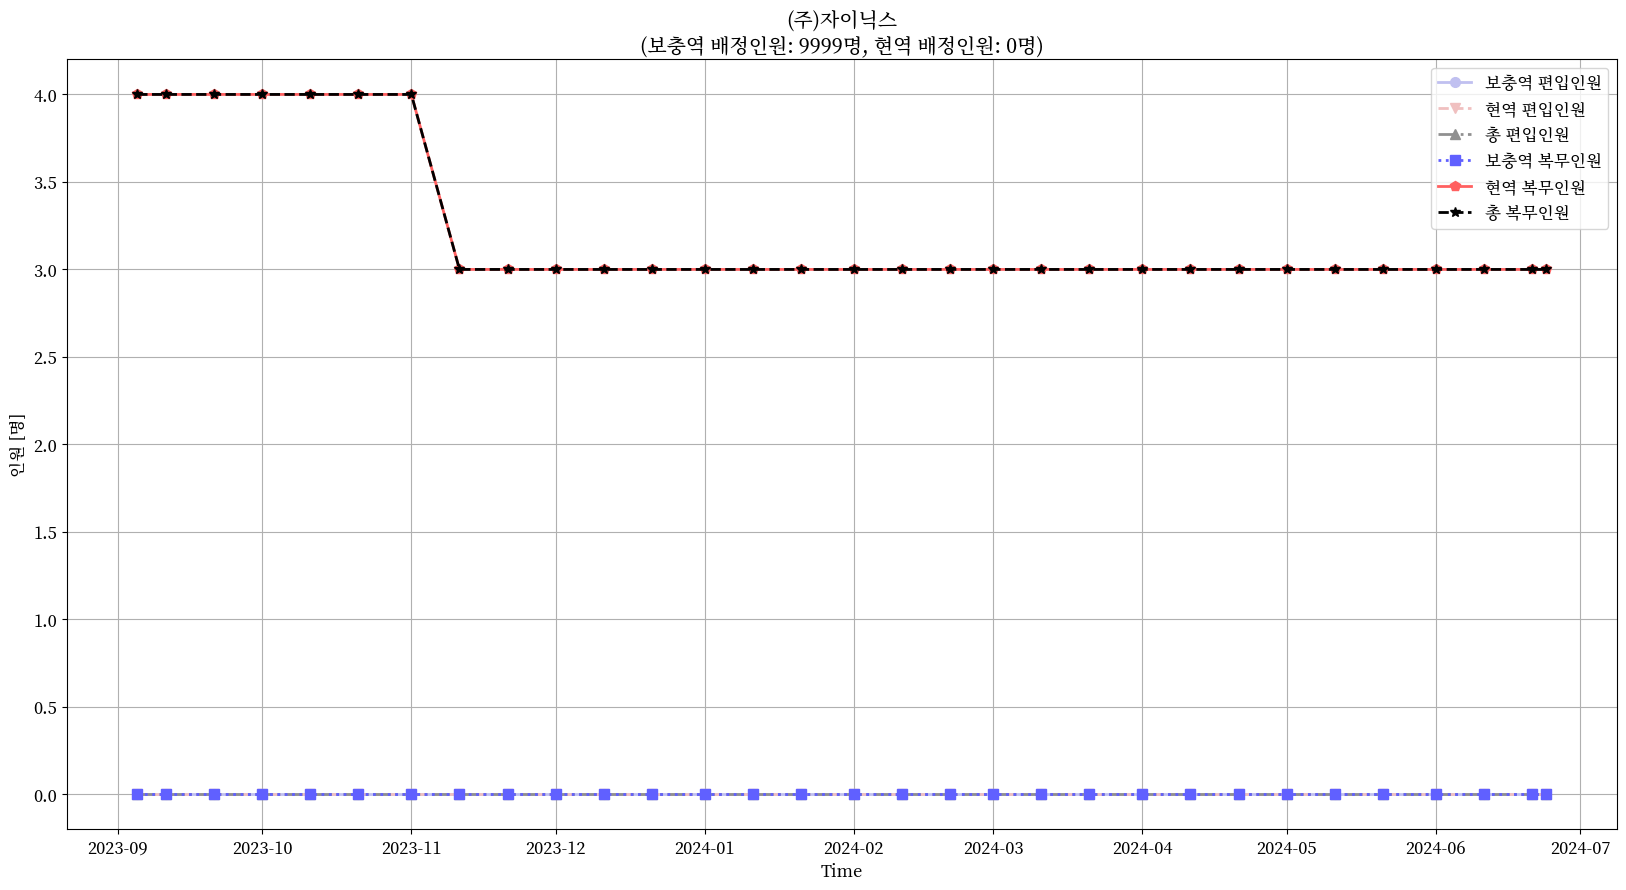 (주)자이닉스
(보충역 배정인원: 9999명, 현역 배정인원: 0명)
보충역 편입인원
현역 편입인원
총 편입인원
보충역 복무인원
현역 복무인원
총 복무인원
인원 [명]
4.0
3.5
3.0
2.5
2.0
1.5
1.0
0.5
0.0
2023-09 2023-10 2023-11 2023-12 2024-01 2024-02 2024-03 2024-04 2024-05 2024-06 2024-07
Time